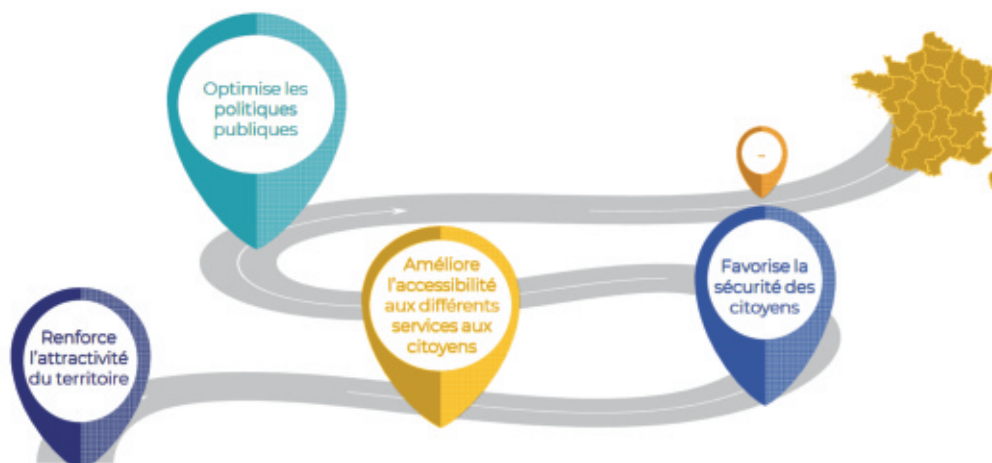 Optimise les
politiques
publiques
-
Améliore
l'accessibilité
aux différents
services aux
citoyens
Favorise la
sécurité des
citoyens
Renforce
l'attractivité
du territoire